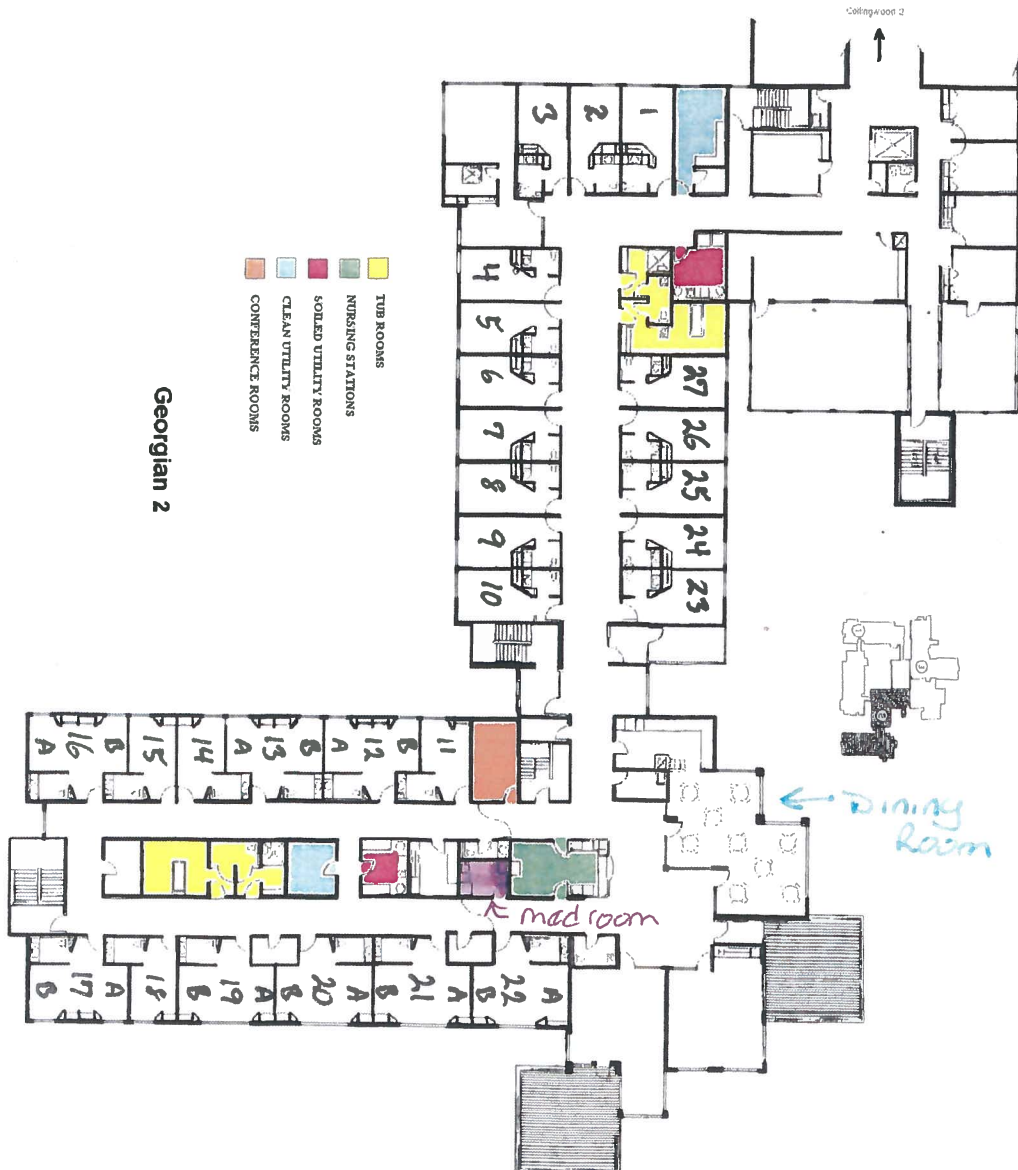 Collingwood 2
1
2
3
4
5
6
7
8
9
10
27
26
25
24
23
TUB ROOMS
NURSING STATIONS
SOILED UTILITY ROOMS
CLEAN UTILITY ROOMS
CONFERENCE ROOMS
Georgian 2
Dining
Room
11
B 12 A
B 13 A
14
15
B 16 A
med room
A 22 B
A 21 B
A 20 B
A 19 B
18
A 17 B